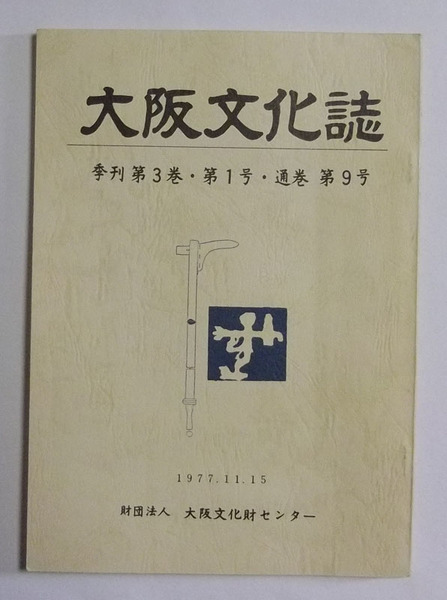 大阪文化誌
季刊 第3巻・第1号・通巻 第9号
1977.11.15
財団法人 大阪文化財センター